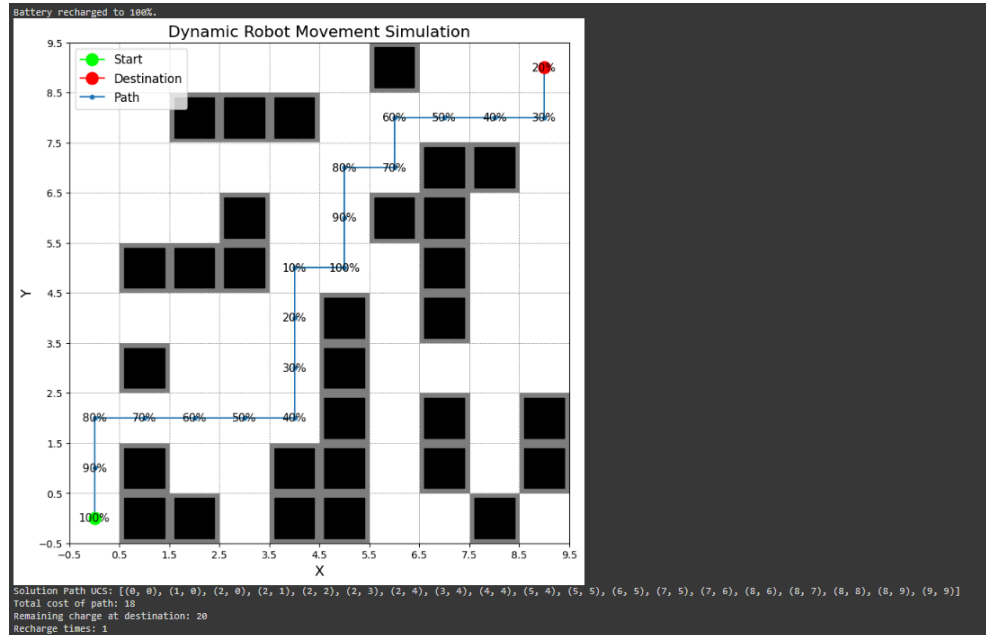 Battery recharged to 100%.
Dynamic Robot Movement Simulation
9.5
Start
Destination
Path
20%
8.5
60% 50% 40% 30%
7.5
80% 70%
6.5
90%
5.5
10% 100%
Y
4.5
20%
3.5
30%
2.5
80% 70% 60% 50% 40%
1.5
90%
0.5
100%
−0.5
−0.5 0.5 1.5 2.5 3.5 4.5 5.5 6.5 7.5 8.5 9.5
X
Solution Path UCS: [(0, 0), (1, 0), (2, 0), (2, 1), (2, 2), (2, 3), (2, 4), (3, 4), (4, 4), (5, 4), (5, 5), (6, 5), (7, 5), (7, 6), (8, 6), (8, 7), (8, 8), (8, 9), (9, 9)]
Total cost of path: 18
Remaining charge at destination: 20
Recharge times: 1